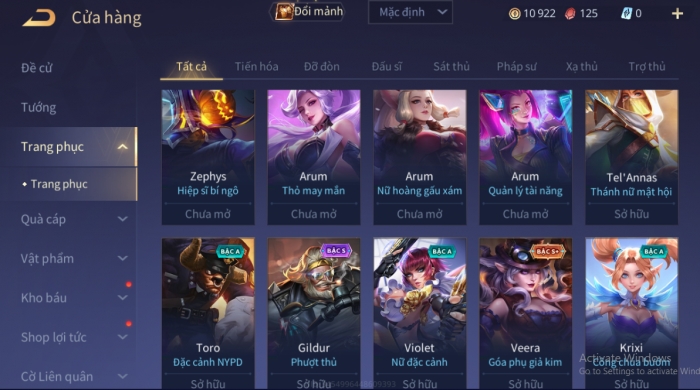 Cửa hàng
Đổi mảnh
Mặc định
10 922
125
0
Đề cử
Tướng
Trang phục
Trang phục
Quà cáp
Vật phẩm
Kho báu
Shop lợi tức
Cờ Liên quân
Tất cả
Tiến hóa
Đỡ đòn
Đấu sĩ
Sát thủ
Pháp sư
Xạ thủ
Trợ thủ
Zephys
Hiệp sĩ bí ngô
Chưa mở
Arum
Thỏ may mắn
Chưa mở
Arum
Nữ hoàng gấu xám
Chưa mở
Arum
Quản lý tài năng
Chưa mở
Tel'Annas
Thánh nữ mật hội
Sở hữu
BẬC A
Toro
Đặc cảnh NYPD
Sở hữu
BẬC S
Gildur
Phượt thủ
Sở hữu
BẬC A
Violet
Nữ đặc cảnh
Sở hữu
BẬC S+
Veera
Góa phụ giả kim
Sở hữu
BẬC A
Krixi
Công chúa bướm
Sở hữu
Activate Windows
Go to Settings to activate Wind